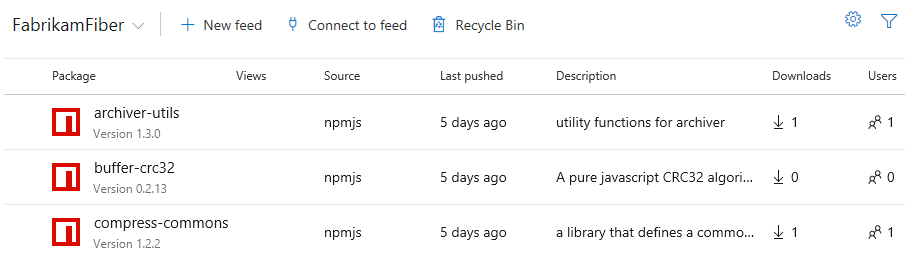 FabrikamFiber New feed Connect to feed Recycle Bin
Package Views Source Last pushed Description Downloads Users
archiver-utils
Version 1.3.0 npmjs 5 days ago utility functions for archiver 1 1
buffer-crc32
Version 0.2.13 npmjs 5 days ago A pure javascript CRC32 algori... 0 0
compress-commons
Version 1.2.2 npmjs 5 days ago a library that defines a commo... 1 1